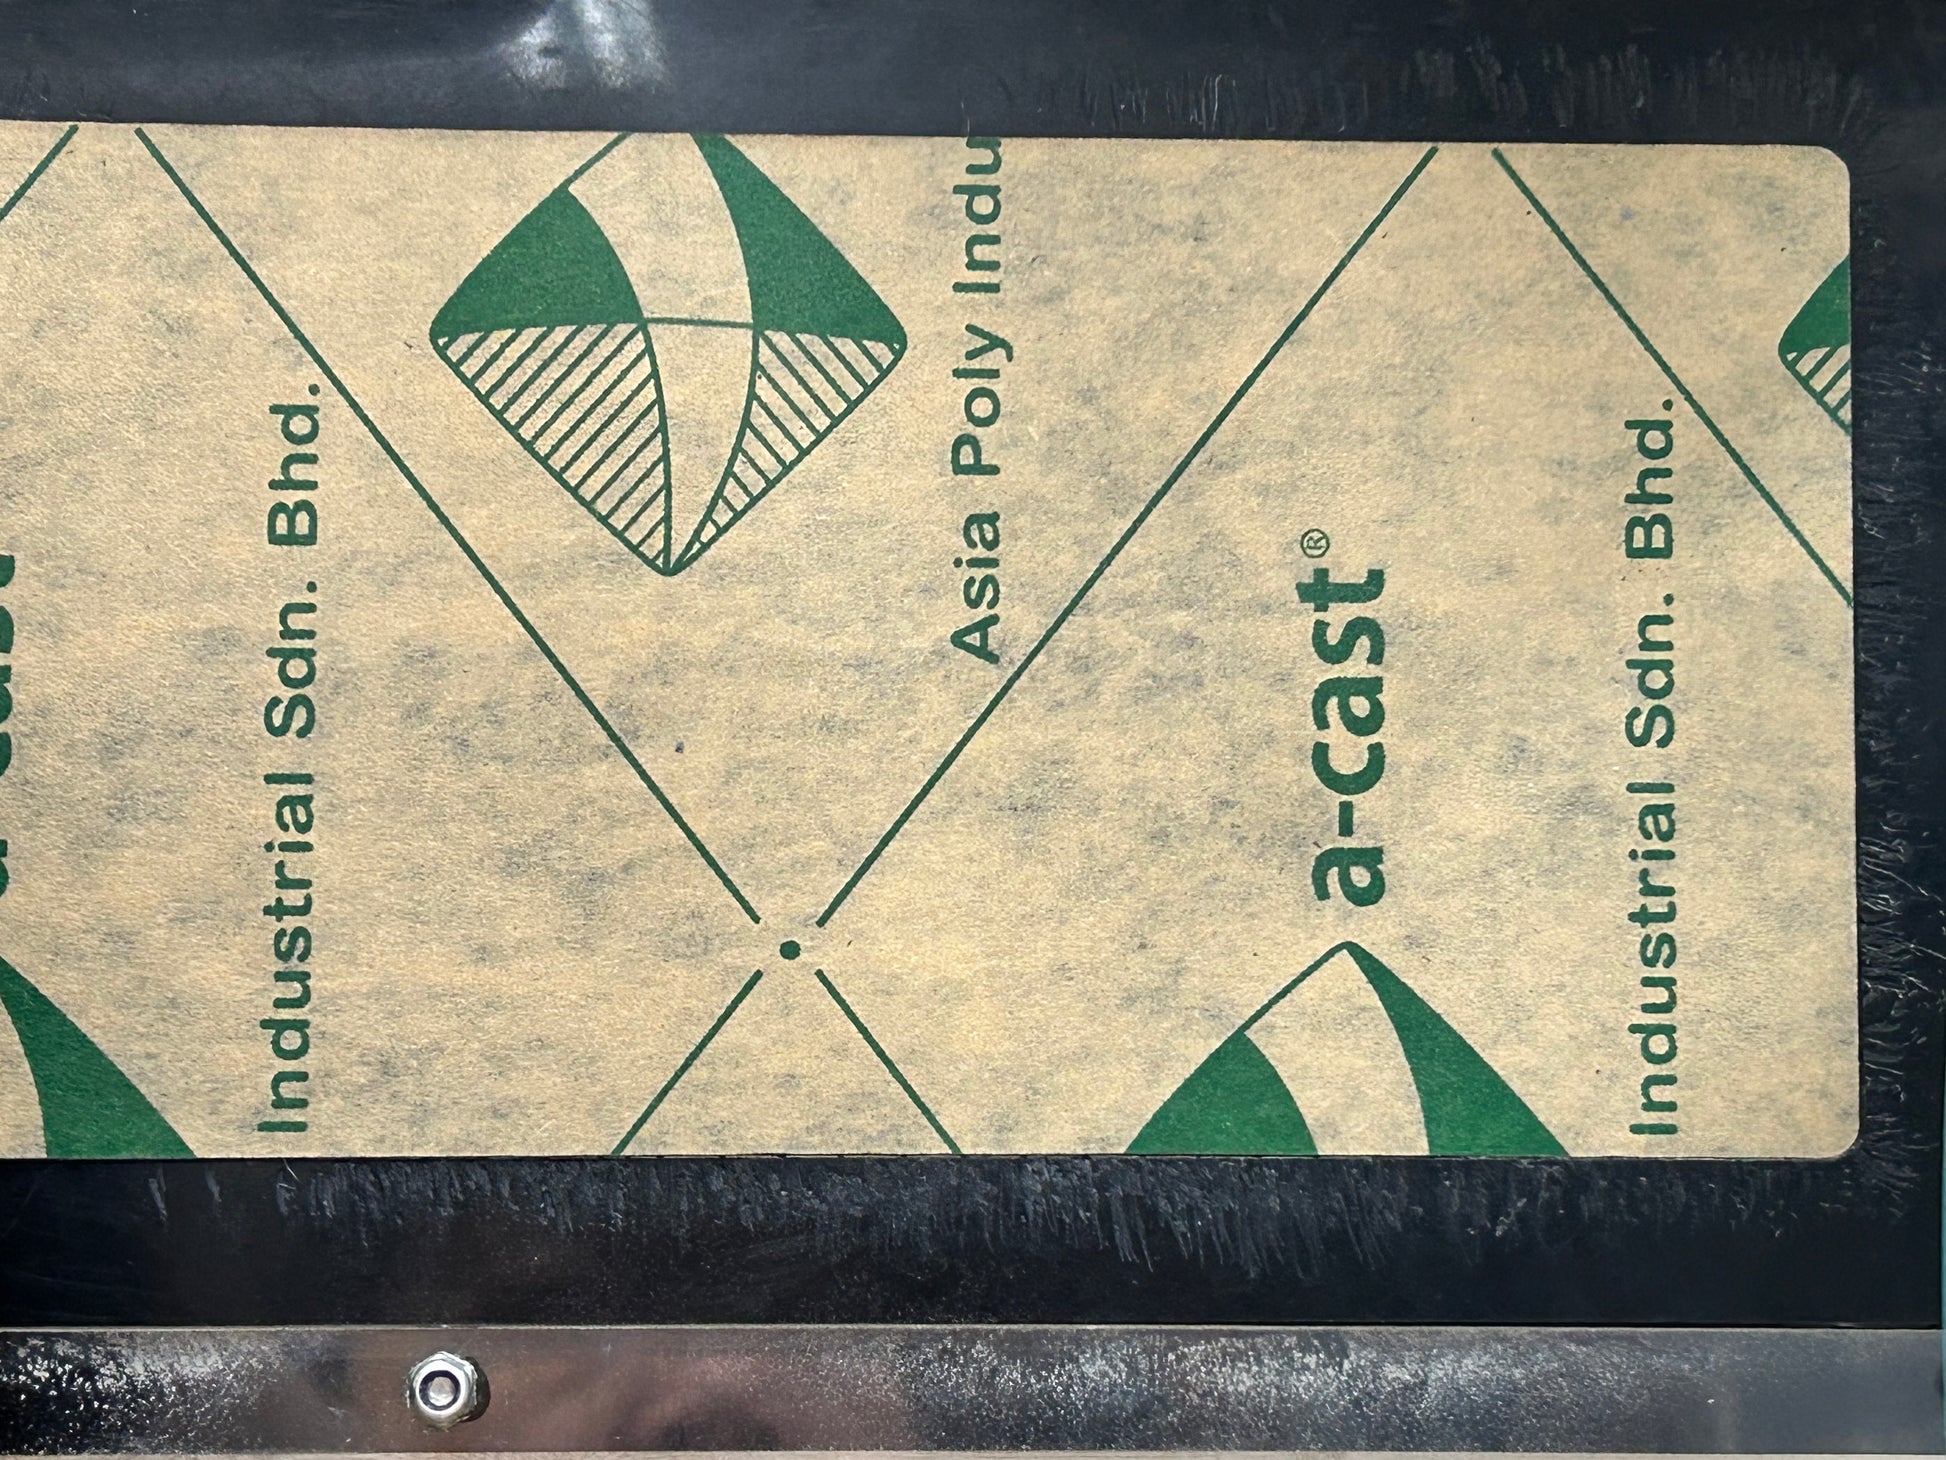 Industrial Sdn. Bhd.
Asia Poly Indu
a-cast®
Industrial Sdn. Bhd.